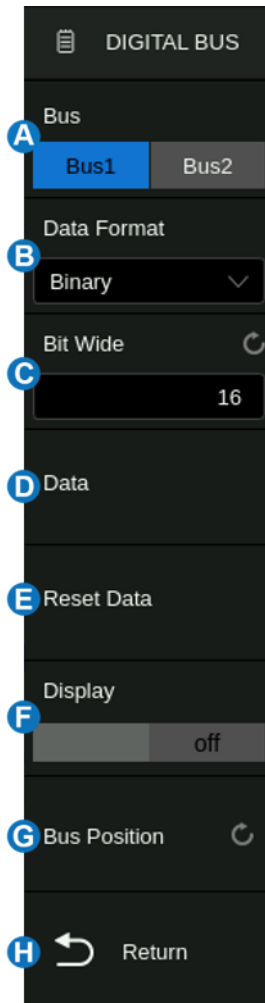 DIGITAL BUS
Bus
A
Bus1 Bus2
Data Format
B
Binary
Bit Wide
C
16
D Data
E Reset Data
Display
F
off
G Bus Position
H Return